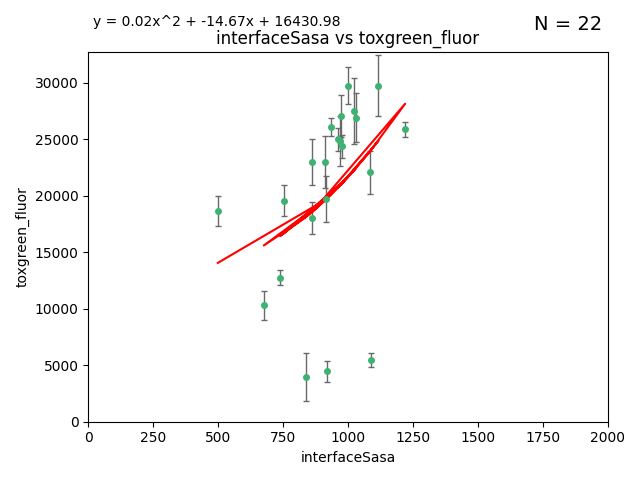 y = 0.02x^2 + -14.67x + 16430.98
N = 22
interfaceSasa vs toxgreen_fluor
30000
25000
20000
15000
10000
5000
0
toxgreen_fluor
0 250 500 750 1000 1250 1500 1750 2000
interfaceSasa